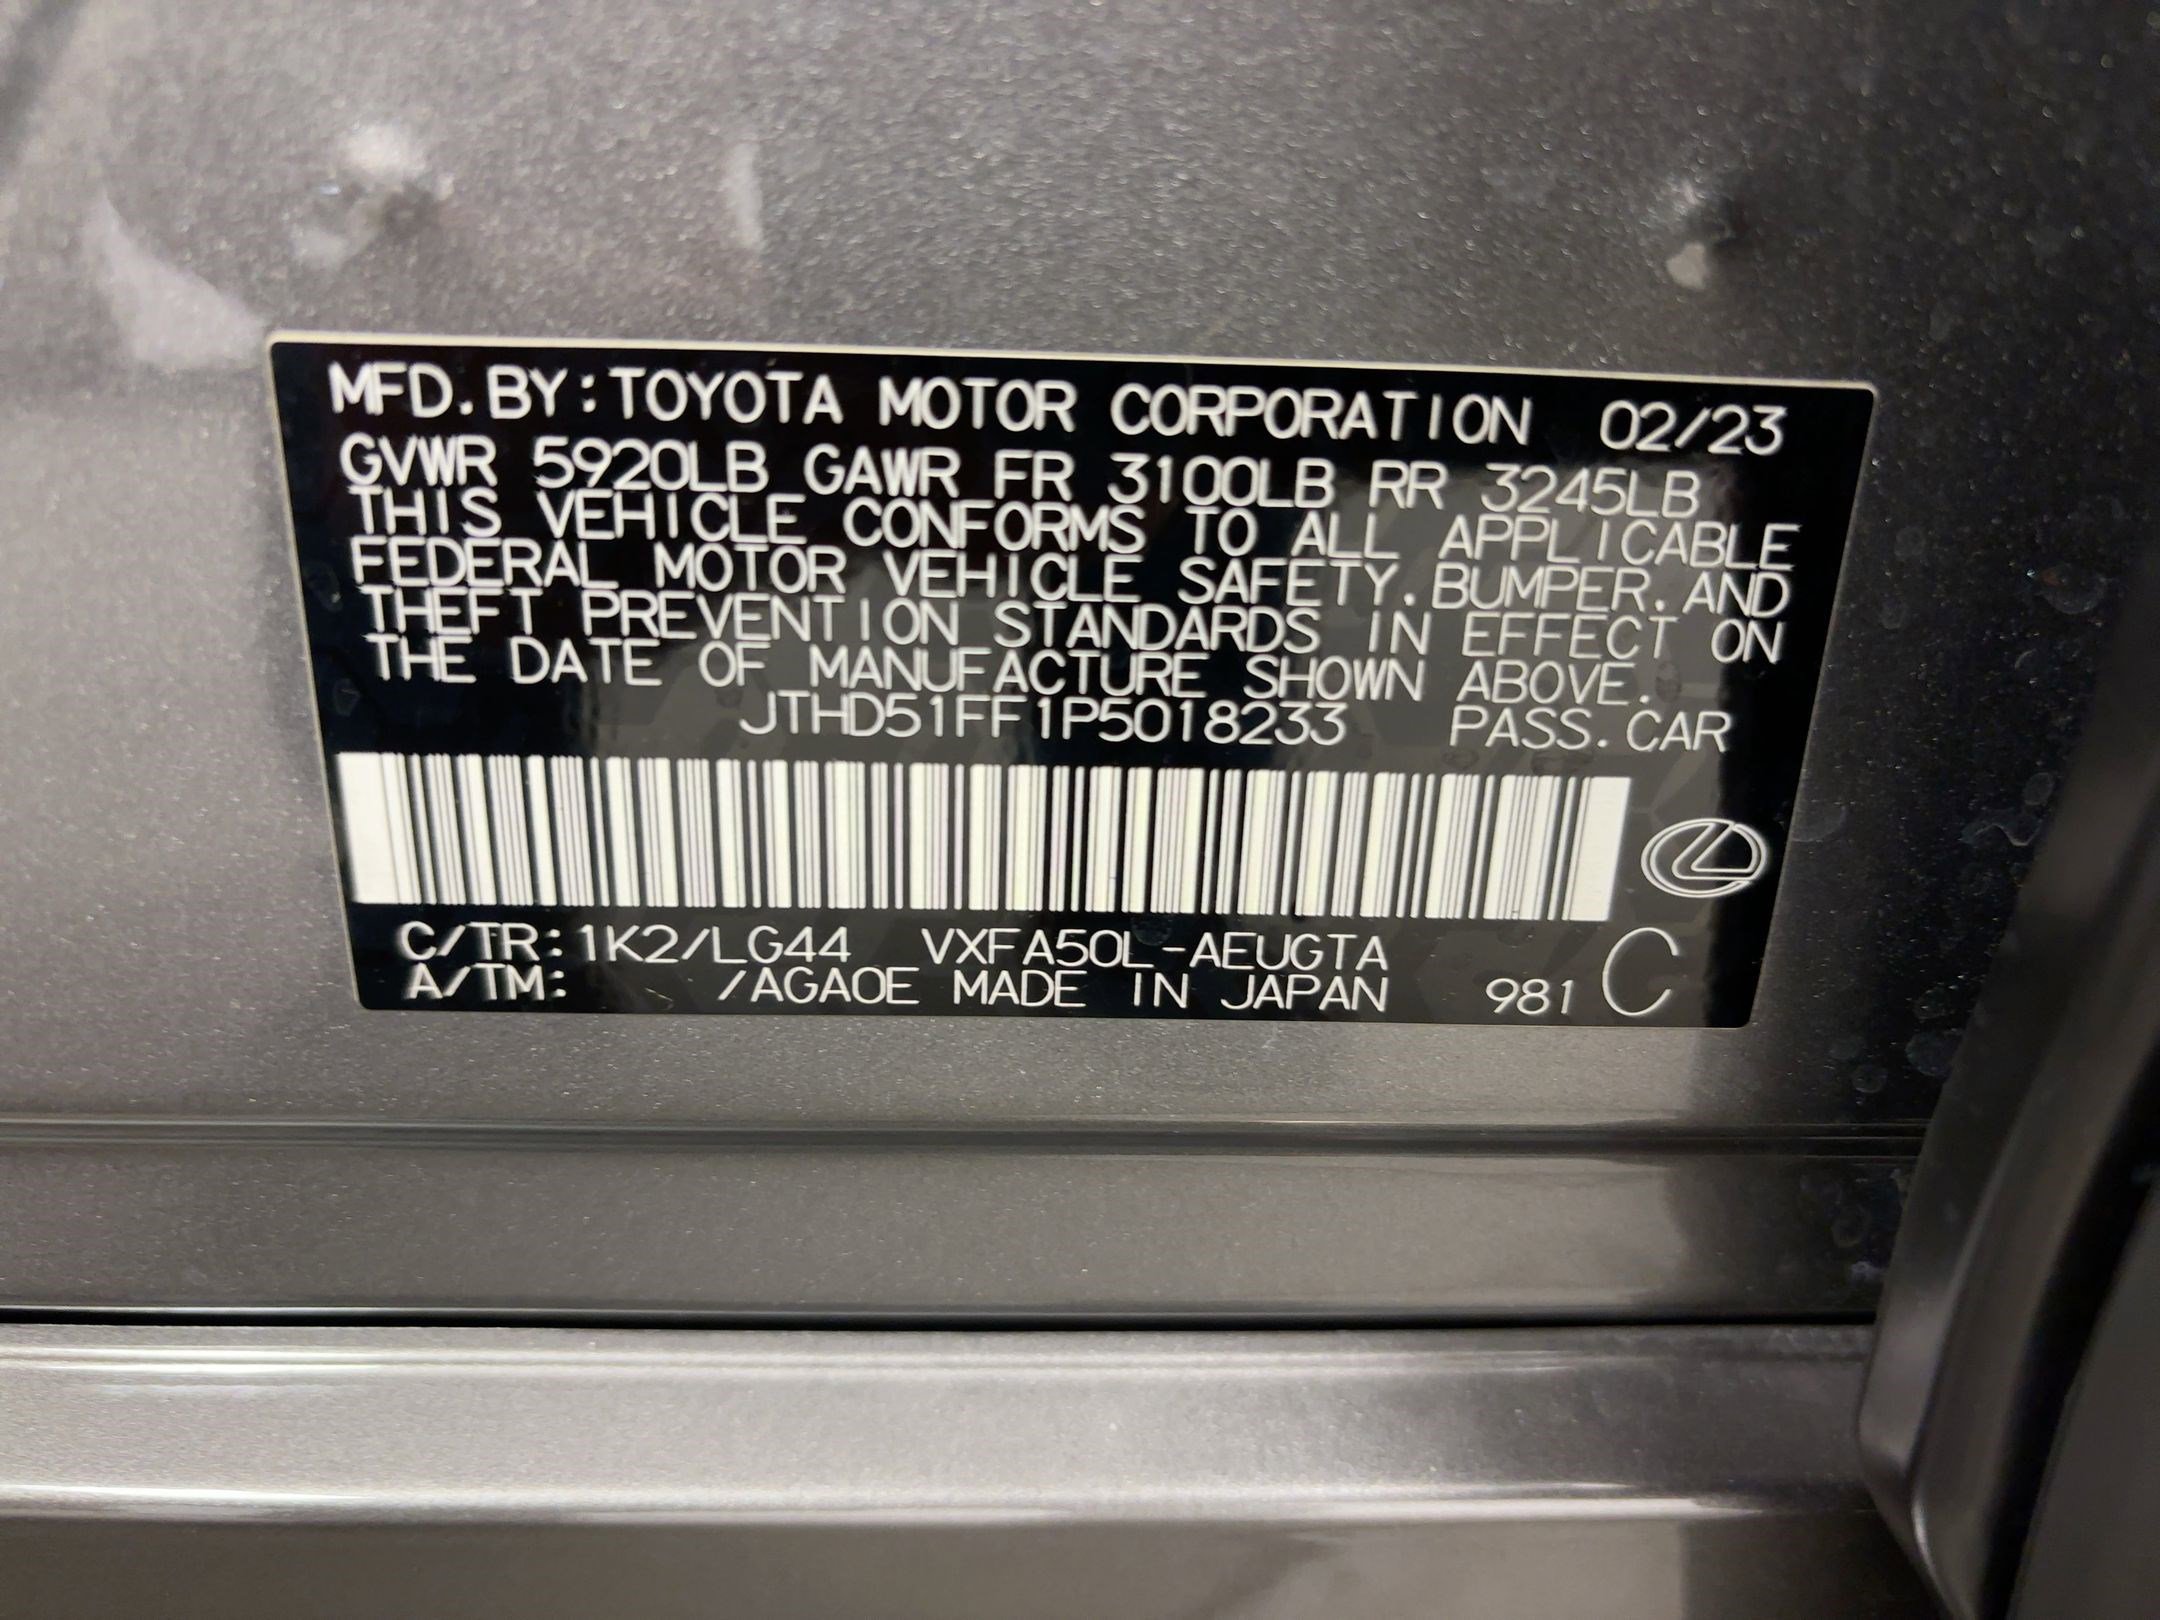 MFD.BY:TOYOTA MOTOR CORPORATION 02/23
GVWR 5920LB GAWR FR 3100LB RR 3245LB
THIS VEHICLE CONFORMS TO ALL APPLICABLE
FEDERAL MOTOR VEHICLE SAFETY.BUMPER.AND
THEFT PREVENTION STANDARDS IN EFFECT ON
THE DATE OF MANUFACTURE SHOWN ABOVE.
JTHD51FF1P5018233 PASS.CAR
C/TR:1K2/LG44 VXFA50L-AEUGTA
A/TM: /AGA0E MADE IN JAPAN 981 C